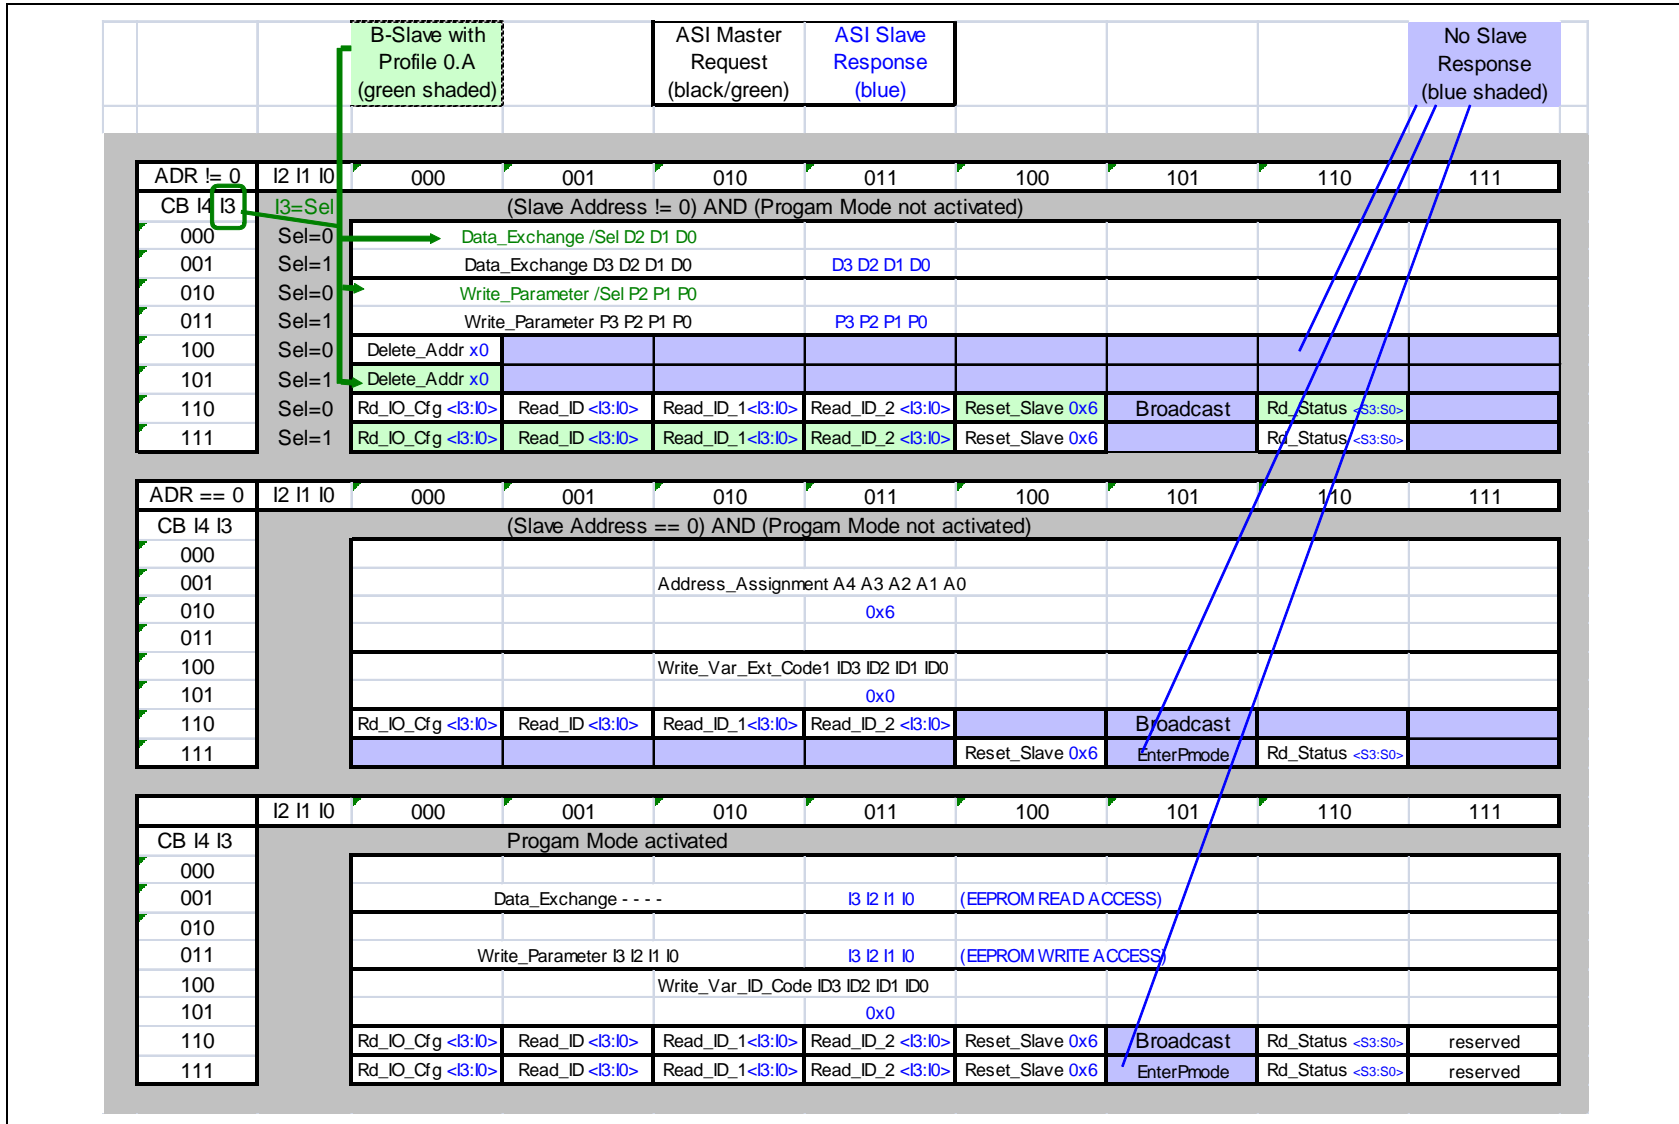 B-Slave with
Profile 0.A
(green shaded)
ASI Master
Request
(black/green)
ASI Slave
Response
(blue)
No Slave
Response
(blue shaded)
ADR != 0 I2 I1 I0 000 001 010 011 100 101 110 111
CB I4 I3 I3=Sel (Slave Address != 0) AND (Progam Mode not activated)
000 Sel=0 Data_Exchange /Sel D2 D1 D0
001 Sel=1 Data_Exchange D3 D2 D1 D0 D3 D2 D1 D0
010 Sel=0 Write_Parameter /Sel P2 P1 P0
011 Sel=1 Write_Parameter P3 P2 P1 P0 P3 P2 P1 P0
100 Sel=0 Delete_Addr x0
101 Sel=1 Delete_Addr x0
110 Sel=0 Rd_IO_Cfg <I3:I0> Read_ID <I3:I0> Read_ID_1<I3:I0> Read_ID_2 <I3:I0> Reset_Slave 0x6 Broadcast Rd_Status <S3:S0>
111 Sel=1 Rd_IO_Cfg <I3:I0> Read_ID <I3:I0> Read_ID_1<I3:I0> Read_ID_2 <I3:I0> Reset_Slave 0x6 Rd_Status <S3:S0>
ADR == 0 I2 I1 I0 000 001 010 011 100 101 110 111
CB I4 I3 (Slave Address == 0) AND (Progam Mode not activated)
000
001 Address_Assignment A4 A3 A2 A1 A0
010 0x6
011
100 Write_Var_Ext_Code1 ID3 ID2 ID1 ID0
101 0x0
110 Rd_IO_Cfg <I3:I0> Read_ID <I3:I0> Read_ID_1<I3:I0> Read_ID_2 <I3:I0> Broadcast
111 Reset_Slave 0x6 EnterPmode Rd_Status <S3:S0>
I2 I1 I0 000 001 010 011 100 101 110 111
CB I4 I3 Progam Mode activated
000
001 Data_Exchange - - - - I3 I2 I1 I0 (EEPROM READ ACCESS)
010
011 Write_Parameter I3 I2 I1 I0 I3 I2 I1 I0 (EEPROM WRITE ACCESS)
100 Write_Var_ID_Code ID3 ID2 ID1 ID0
101 0x0
110 Rd_IO_Cfg <I3:I0> Read_ID <I3:I0> Read_ID_1<I3:I0> Read_ID_2 <I3:I0> Reset_Slave 0x6 Broadcast Rd_Status <S3:S0> reserved
111 Rd_IO_Cfg <I3:I0> Read_ID <I3:I0> Read_ID_1<I3:I0> Read_ID_2 <I3:I0> Reset_Slave 0x6 EnterPmode Rd_Status <S3:S0> reserved